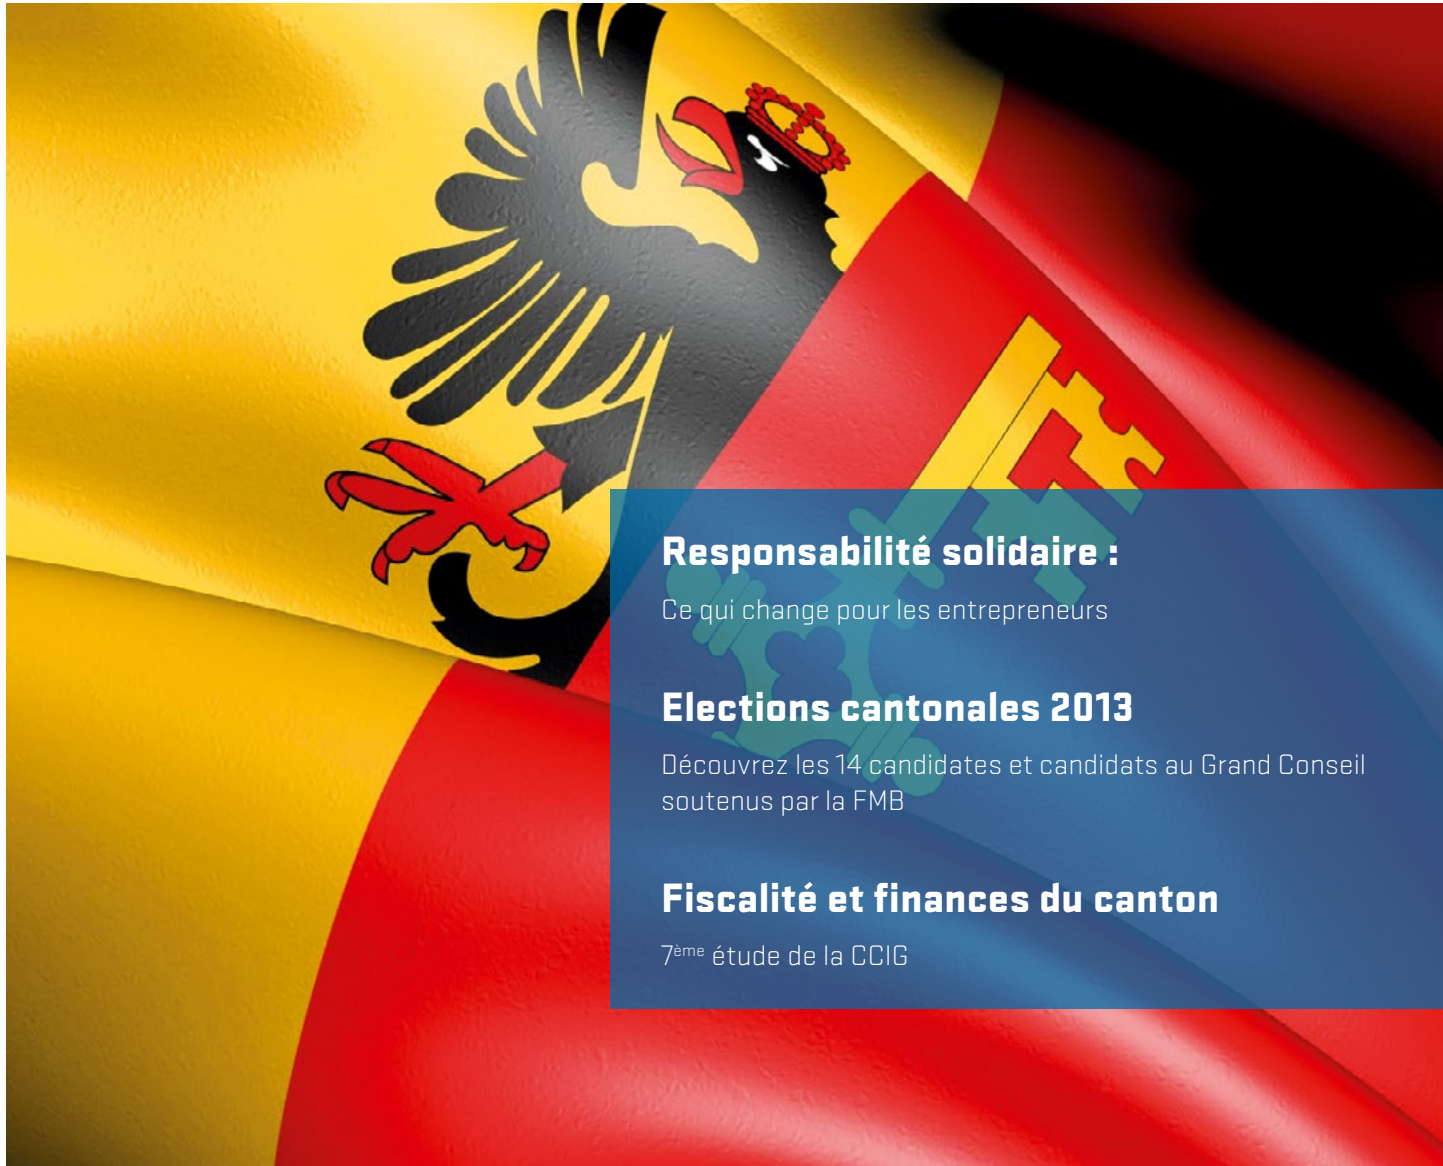 Responsabilité solidaire :
Ce qui change pour les entrepreneurs
Elections cantonales 2013
Découvrez les 14 candidates et candidats au Grand Conseil
soutenus par la FMB
Fiscalité et finances du canton
7ème étude de la CCIG